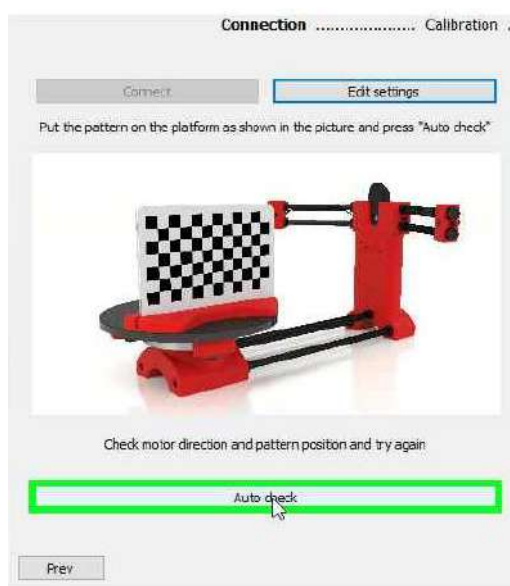 Connection .................... Calibration .
Connect
Edit settings
Put the pattern on the platform as shown in the picture and press "Auto check"
Check motor direction and pattern position and try again
Auto check
Prev